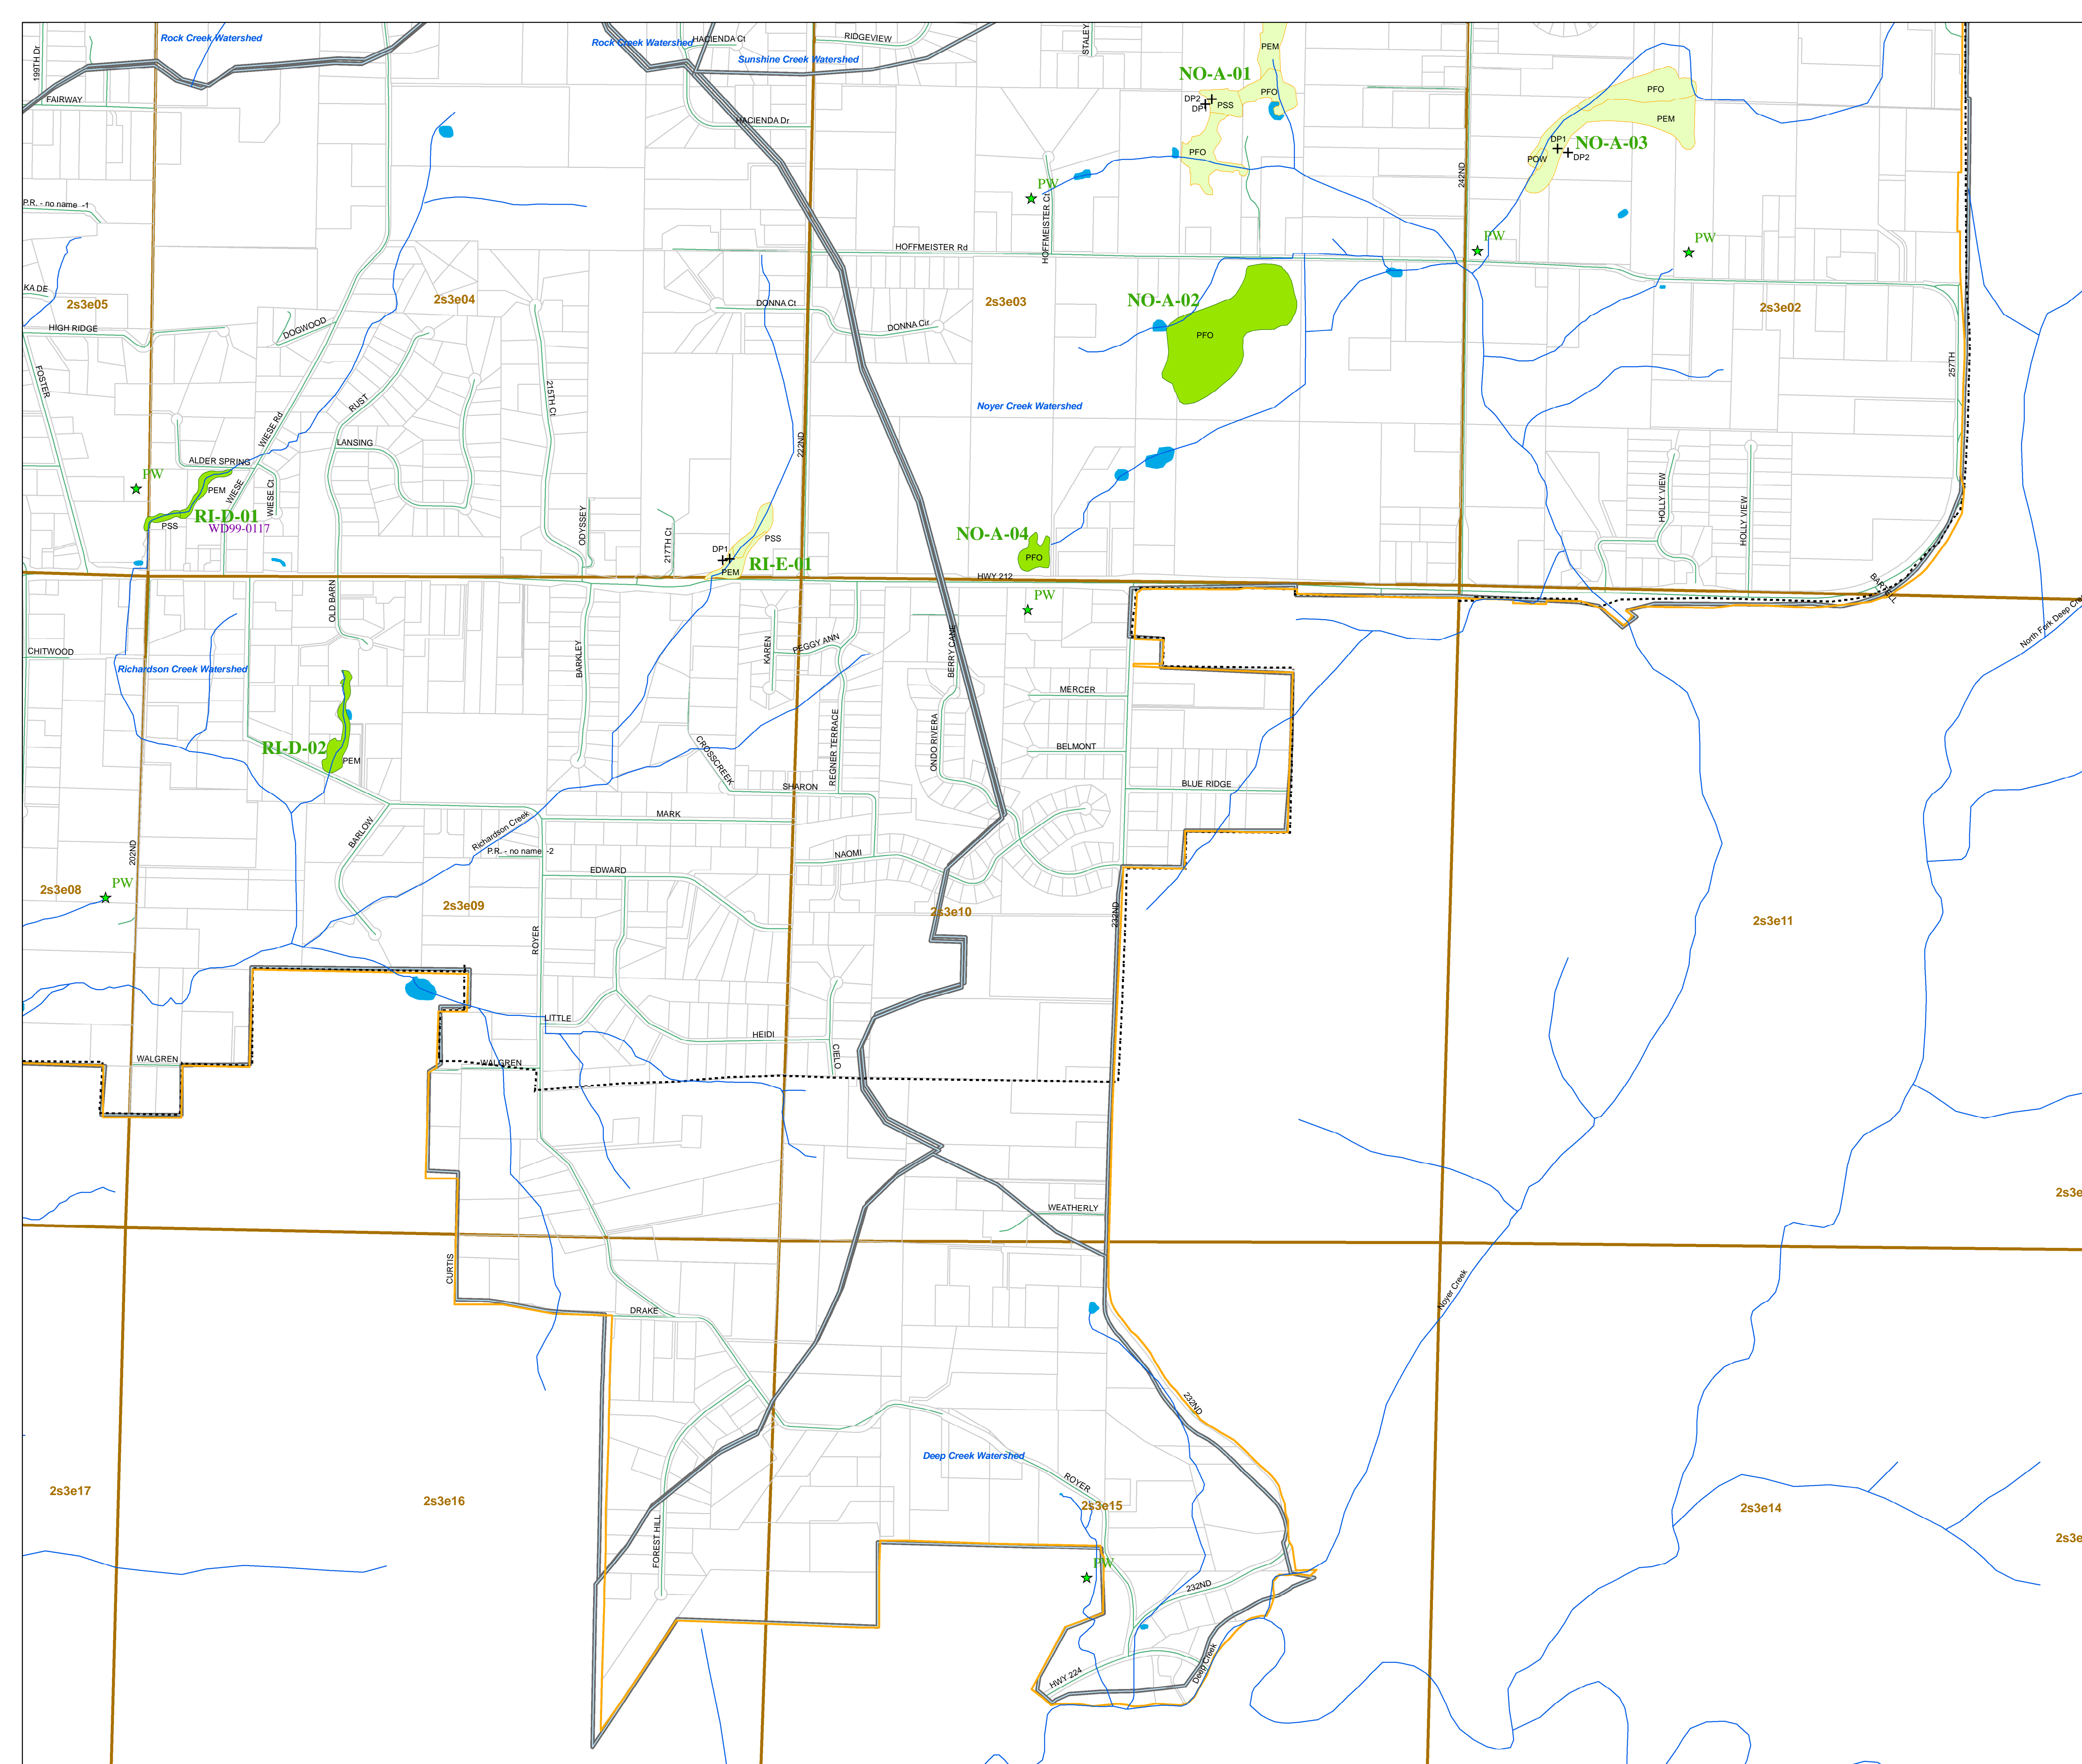 Rock Creek Watershed
Rock Creek Watershed
HACIENDA Ct
RIDGEVIEW
STALEY
199TH Dr
Sunshine Creek Watershed
PEM
NO-A-01
FAIRWAY
DP2
DP1
PSS
PFO
PFO
PEM
HACIENDA Dr
PFO
DP1
NO-A-03
POW
DP2
242ND
PW
P.R. - no name -1
HOFFMEISTER Ct
HOFFMEISTER Rd
PW
PW
KA DE
2s3e05
2s3e04
DONNA Ct
2s3e03
NO-A-02
2s3e02
HIGH RIDGE
DOGWOOD
DONNA Cir
PFO
257TH
FOSTER
RUST
215TH Ct
Noyer Creek Watershed
WIESE Rd
LANSING
222ND
ALDER SPRING
PW
PEM
WIESE
WIESE Ct
HOLLY VIEW
HOLLY VIEW
RI-D-01
PSS
WD99-0117
ODYSSEY
217TH Ct
PSS
DP1
RI-E-01
PEM
NO-A-04
PFO
HWY 212
BARTELL
OLD BARN
PW
North Fork Deep Cree
CHITWOOD
Richardson Creek Watershed
BARKLEY
KAREN
PEGGY ANN
BERRY CANE
MERCER
RI-D-02
PEM
CROSSCREEK
REGNER TERRACE
ONDO RIVERA
BELMONT
SHARON
BLUE RIDGE
202ND
BARLOW
Richardson Creek
MARK
P.R. - no name -2
NAOMI
2s3e08
PW
EDWARD
2s3e09
2s3e10
232ND
2s3e11
ROYER
LITTLE
HEIDI
CIELO
WALGREN
WALGREN
2s3e
WEATHERLY
CURTIS
DRAKE
Noyer Creek
232ND
Deep Creek Watershed
2s3e17
2s3e16
ROYER
2s3e15
2s3e14
FOREST HILL
2s3e
PW
232ND
HWY 224
Deep Creek